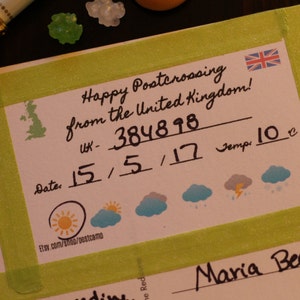 Happy Postcrossing
from the United Kingdom!
UK- 384898
Date: 15 / 5 / 17 Temp: 10 °C
Etsy.com/shop/postcamp
Maria Be